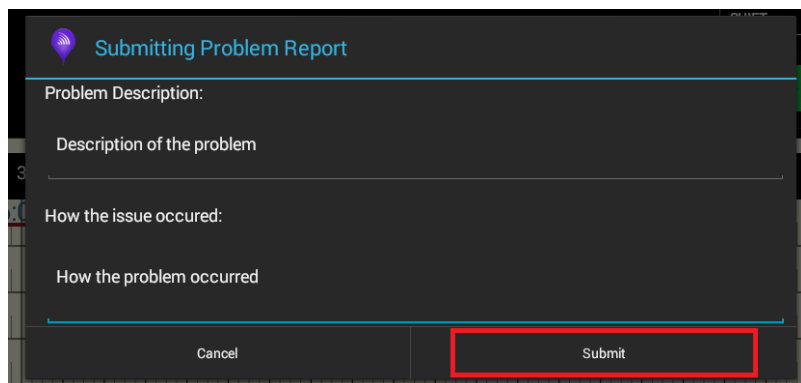 Submitting Problem Report
Problem Description:
Description of the problem
How the issue occured:
How the problem occurred
Cancel
Submit